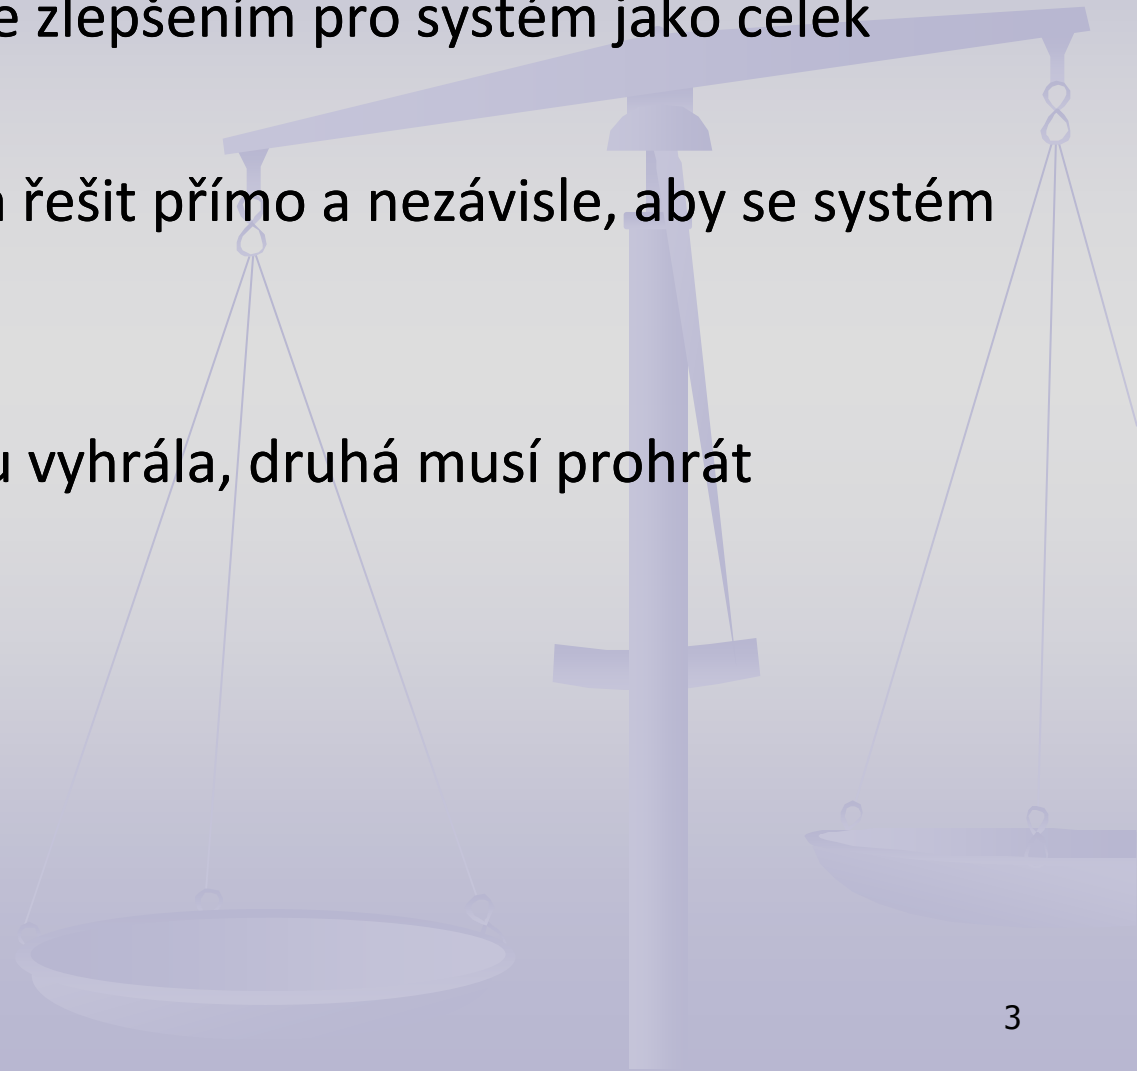 e zlepšením pro systém jako celek
řešit přímo a nezávisle, aby se systém
u vyhrála, druhá musí prohrát
3